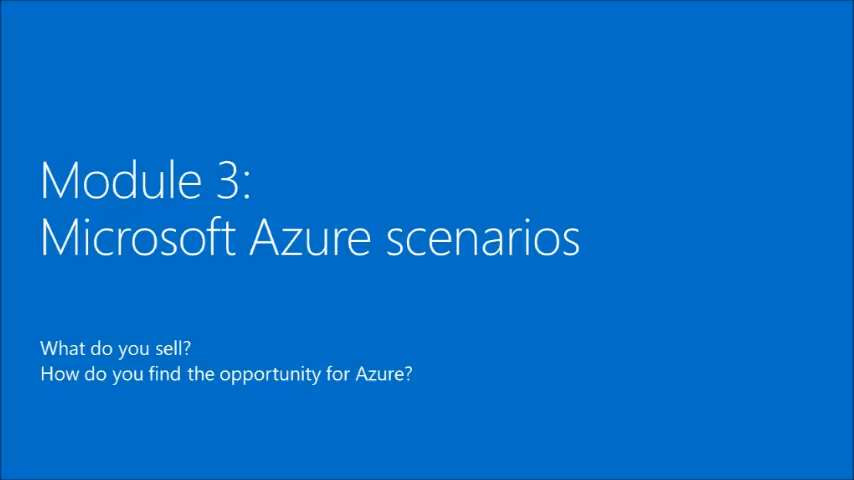 Module 3:
Microsoft Azure scenarios
What do you sell?
How do you find the opportunity for Azure?